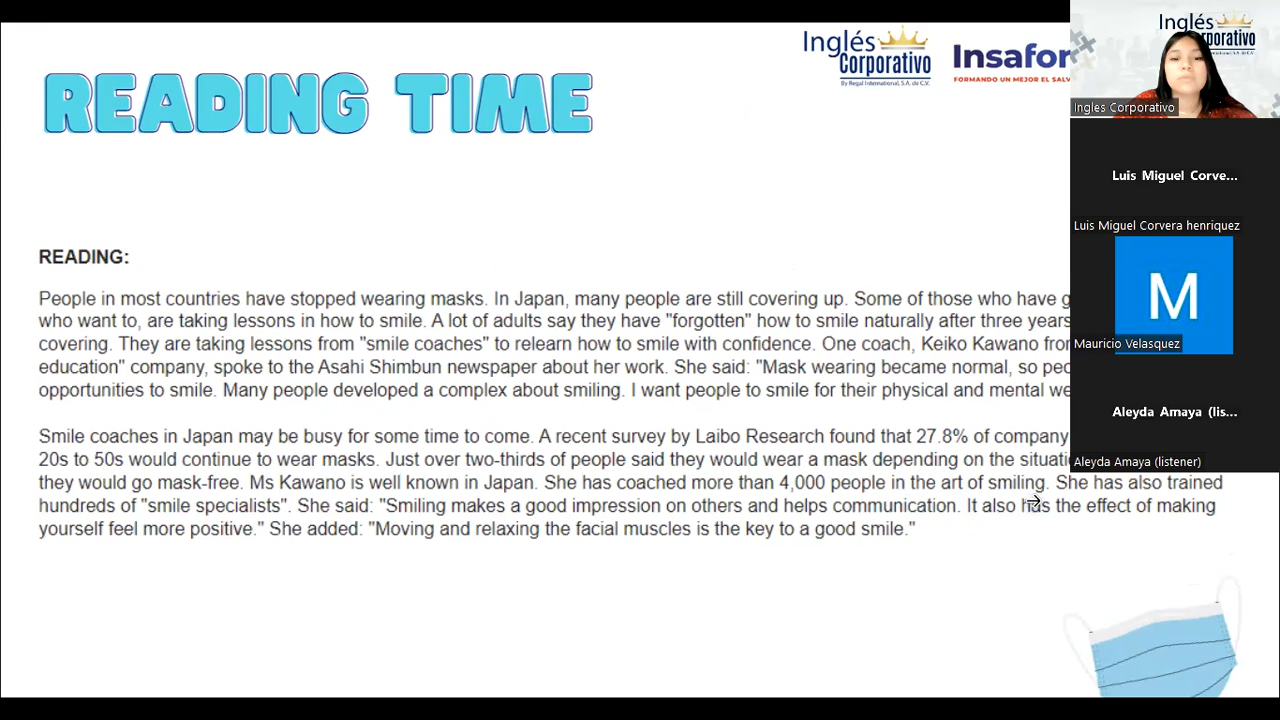 Inglés
Corporativo
By Regal International, S.A. de C.V.
Insafor
FORMANDO UN MEJOR EL SALV
READING TIME
READING:
People in most countries have stopped wearing masks. In Japan, many people are still covering up. Some of those who have g
who want to, are taking lessons in how to smile. A lot of adults say they have "forgotten" how to smile naturally after three years
covering. They are taking lessons from "smile coaches" to relearn how to smile with confidence. One coach, Keiko Kawano from
education" company, spoke to the Asahi Shimbun newspaper about her work. She said: "Mask wearing became normal, so peo
opportunities to smile. Many people developed a complex about smiling. I want people to smile for their physical and mental we
Smile coaches in Japan may be busy for some time to come. A recent survey by Laibo Research found that 27.8% of company
20s to 50s would continue to wear masks. Just over two-thirds of people said they would wear a mask depending on the situati
they would go mask-free. Ms Kawano is well known in Japan. She has coached more than 4,000 people in the art of smiling. She has also trained
hundreds of "smile specialists". She said: "Smiling makes a good impression on others and helps communication. It also has the effect of making
yourself feel more positive." She added: "Moving and relaxing the facial muscles is the key to a good smile."
Inglés
rporativo
Ingles Corporativo
Luis Miguel Corve...
Luis Miguel Corvera henriquez
M
Mauricio Velasquez
Aleyda Amaya (lis...
Aleyda Amaya (listener)